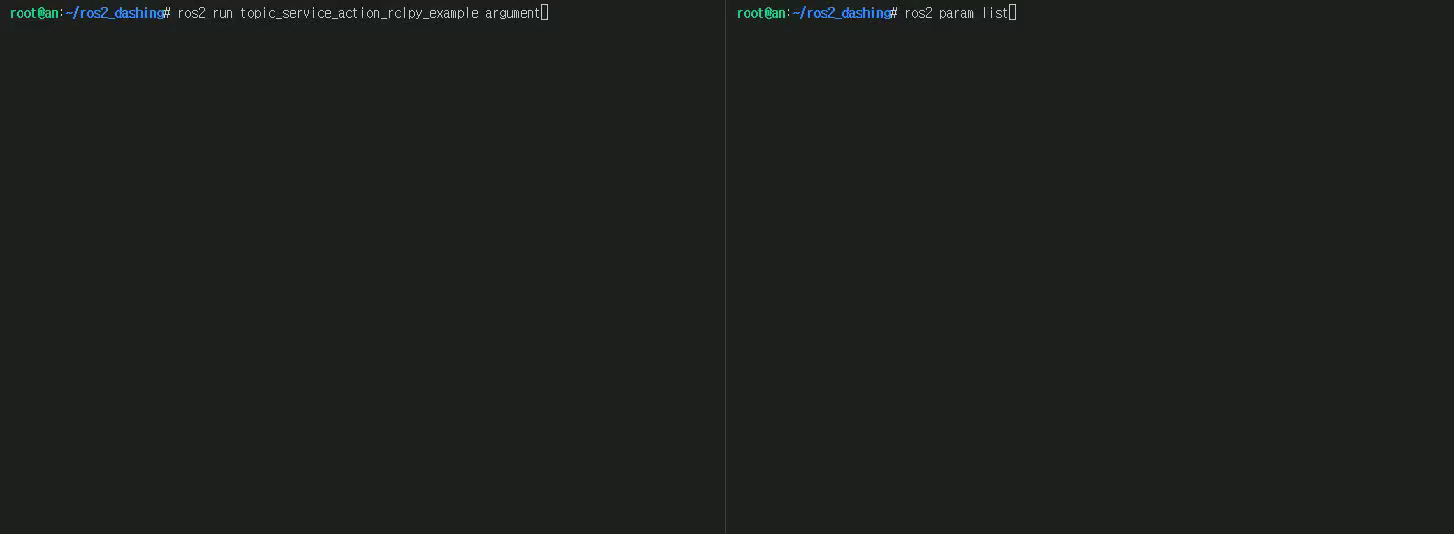 root@an:~/ros2_dashing# ros2 run topic_service_action_rclpy_example argument
root@an:~/ros2_dashing# ros2 param list